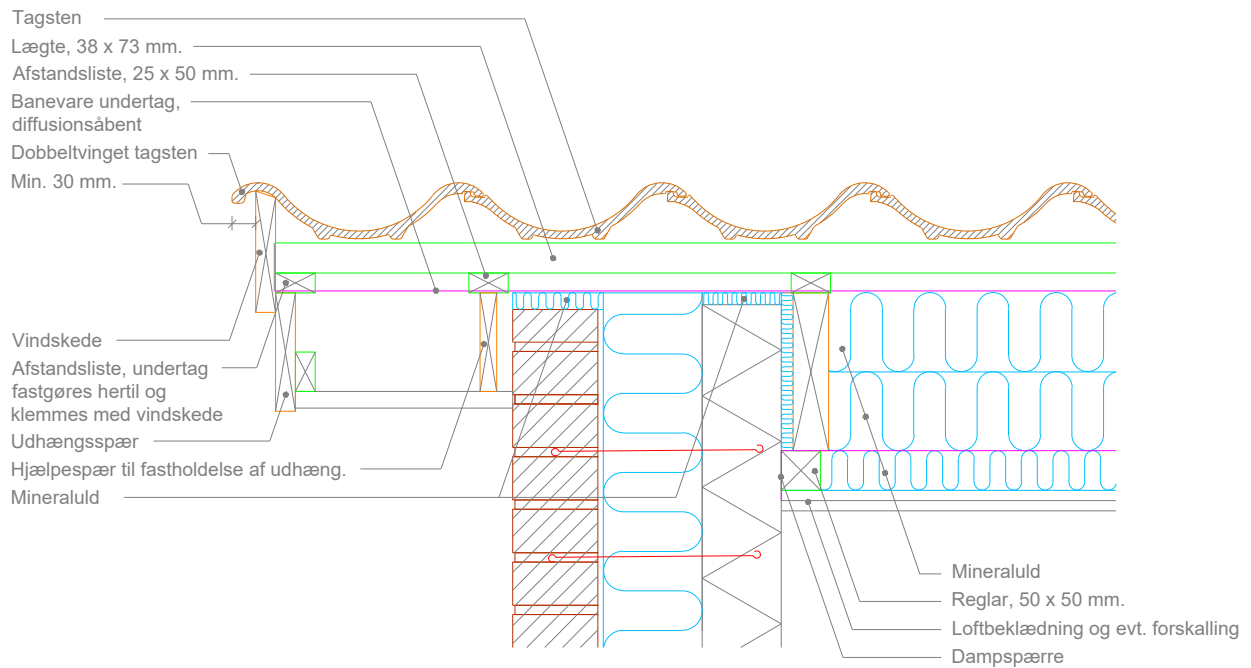 Tagsten
Lægte, 38 x 73 mm.
Afstandsliste, 25 x 50 mm.
Banevare undertag,
diffusionsåbent
Dobbeltvinget tagsten
Min. 30 mm.
Vindskede
Afstandsliste, undertag
fastgøres hertil og
klemmes med vindskede
Udhængsspær
Hjælpespær til fastholdelse af udhæng.
Mineraluld
Mineraluld
Reglar, 50 x 50 mm.
Loftbeklædning og evt. forskalling
Dampspærre